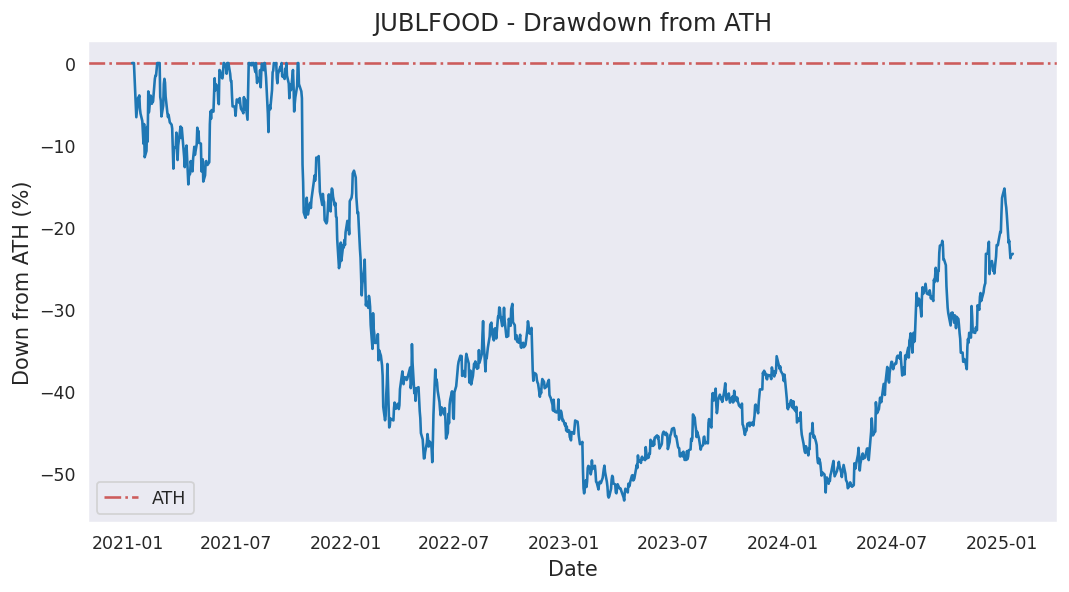 JUBLFOOD - Drawdown from ATH
Down from ATH (%)
0
−10
−20
−30
−40
−50
ATH
2021-01 2021-07 2022-01 2022-07 2023-01 2023-07 2024-01 2024-07 2025-01
Date